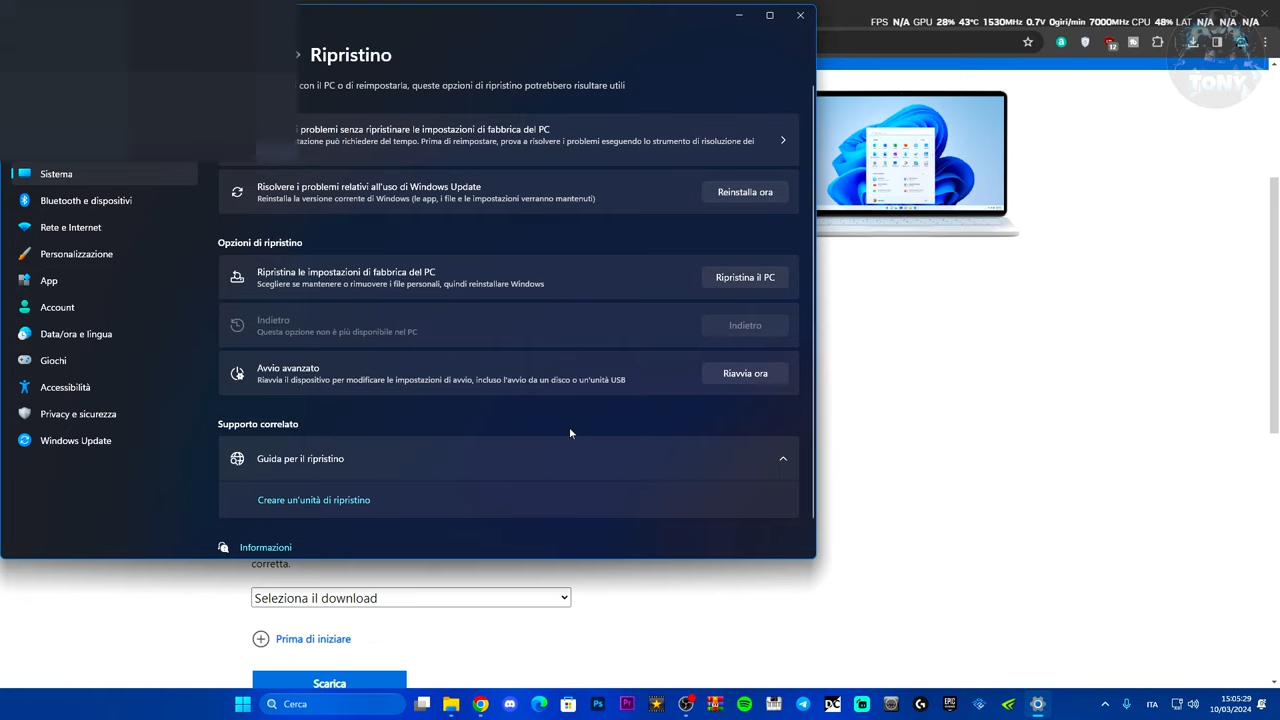 FPS N/A GPU 28% 43°C 1530MHz 0.7V 0giri/min 7000MHz CPU 48% LAT N/A N/A N/A
12
TONY
› Ripristino
con il PC o di reimpostarla, queste opzioni di ripristino potrebbero risultare utili
i problemi senza ripristinare le impostazioni di fabbrica del PC
tazione può richiedere del tempo. Prima di reimpostare, prova a risolvere i problemi eseguendo lo strumento di risoluzione dei
Sistema
Bluetooth e dispositivi
Rete e Internet
Personalizzazione
App
Account
Data/ora e lingua
Giochi
Accessibilità
Privacy e sicurezza
Windows Update
Risolvere i problemi relativi all'uso di Windows Update
Reinstalla la versione corrente di Windows (le app, i file e le impostazioni verranno mantenuti)
Reinstalla ora
Opzioni di ripristino
Ripristina le impostazioni di fabbrica del PC
Scegliere se mantenere o rimuovere i file personali, quindi reinstallare Windows
Ripristina il PC
Indietro
Questa opzione non è più disponibile nel PC
Indietro
Avvio avanzato
Riavvia il dispositivo per modificare le impostazioni di avvio, incluso l'avvio da un disco o un'unità USB
Riavvia ora
Supporto correlato
Guida per il ripristino
Creare un'unità di ripristino
Informazioni
corretta.
Seleziona il download
Prima di iniziare
Scarica
Cerca
ITA
15:05:29
10/03/2024